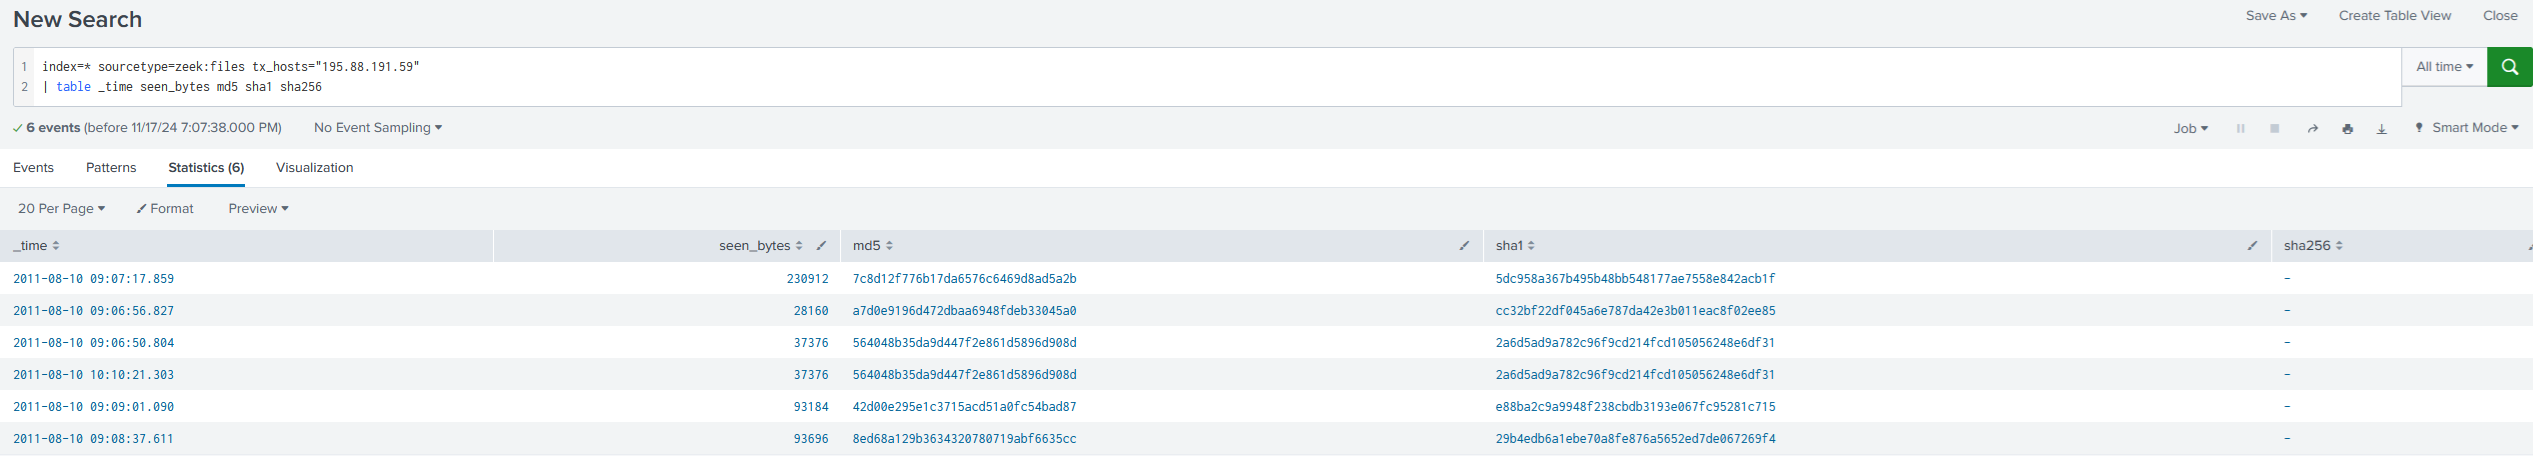 New Search
Save As Create Table View Close
1 index=* sourcetype=zeek:files tx_hosts="195.88.191.59"
2 | table _time seen_bytes md5 sha1 sha256
All time
6 events (before 11/17/24 7:07:38.000 PM) No Event Sampling
Job Smart Mode
Events Patterns Statistics (6) Visualization
20 Per Page Format Preview
_time seen_bytes md5 sha1 sha256
2011-08-10 09:07:17.859 230912 7c8d12f776b17da6576c6469d8ad5a2b 5dc958a367b495b48bb548177ae7558e842acb1f -
2011-08-10 09:06:56.827 28160 a7d0e9196d472dbaa6948fdeb33045a0 cc32bf22df045a6e787da42e3b011eac8f02ee85 -
2011-08-10 09:06:50.804 37376 564048b35da9d447f2e861d5896d908d 2a6d5ad9a782c96f9cd214fcd105056248e6df31 -
2011-08-10 10:10:21.303 37376 564048b35da9d447f2e861d5896d908d 2a6d5ad9a782c96f9cd214fcd105056248e6df31 -
2011-08-10 09:09:01.090 93184 42d00e295e1c3715acd51a0fc54bad87 e88ba2c9a9948f238cbdb3193e067fc95281c715 -
2011-08-10 09:08:37.611 93696 8ed68a129b3634320780719abf6635cc 29b4edb6a1ebe70a8fe876a5652ed7de067269f4 -